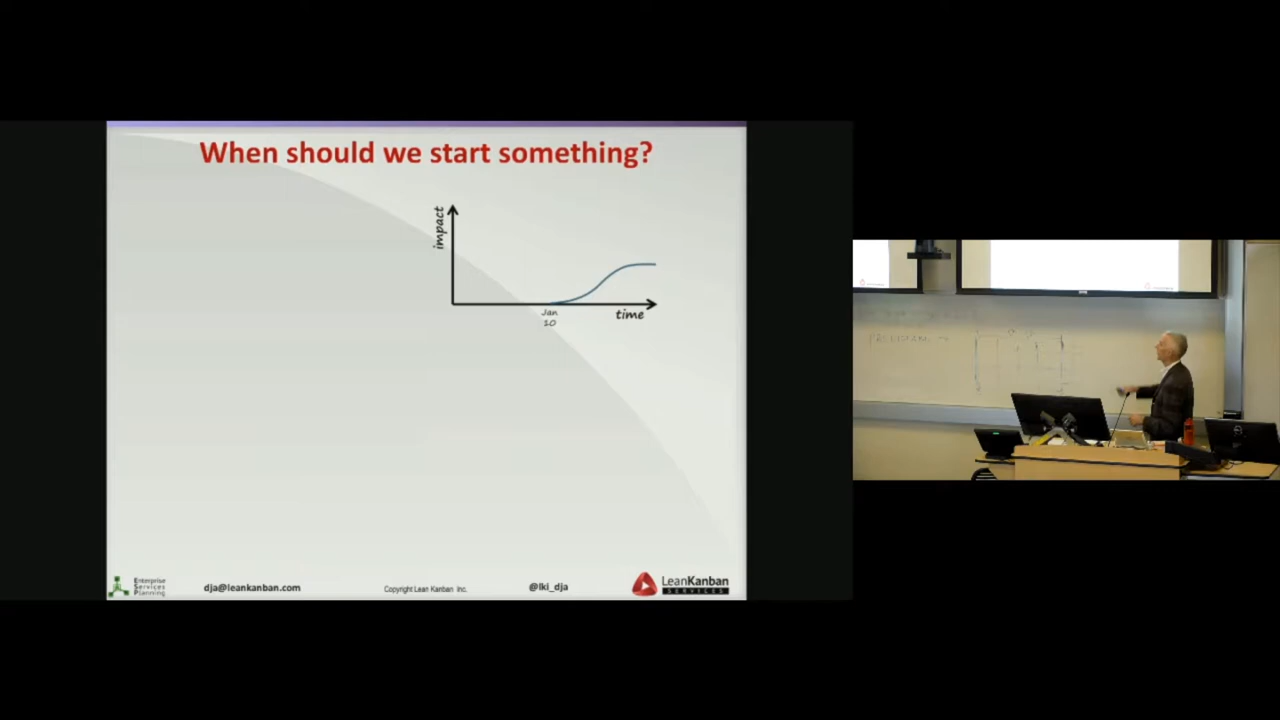 When should we start something?
impact
Jan
10
time
Enterprise
Services
Planning
dja@leankanban.com
Copyright Lean Kanban Inc.
@lki_dja
LeanKanban
SERVICES